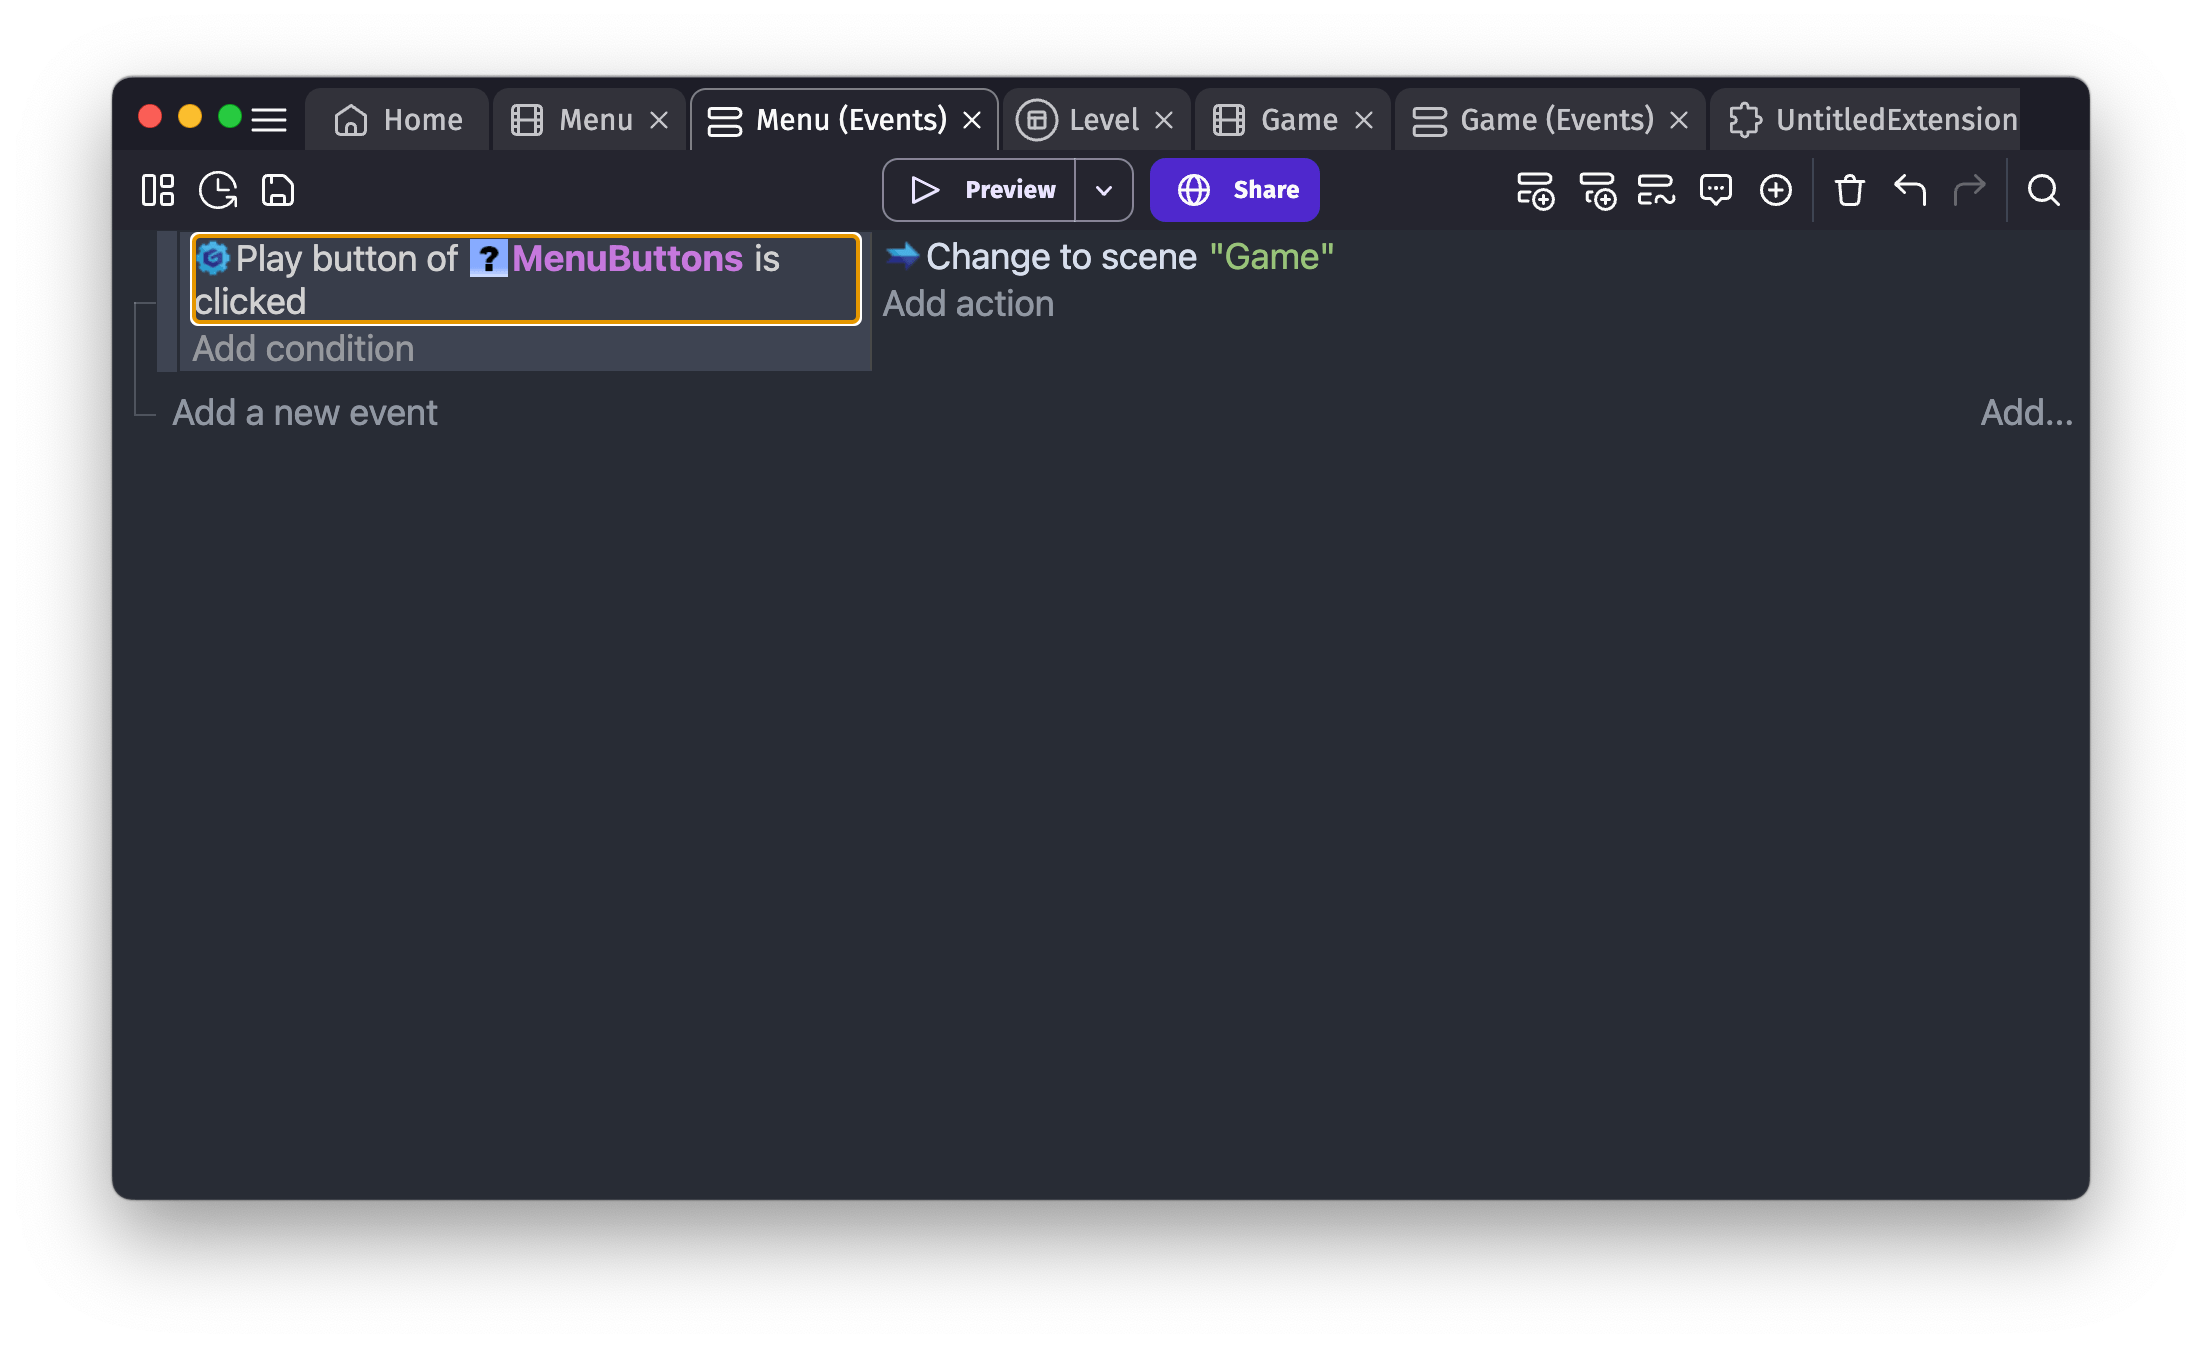 Home
Menu
Menu (Events)
Level
Game
Game (Events)
UntitledExtension
Preview
Share
Play button of MenuButtons is
clicked
Add condition
Change to scene "Game"
Add action
Add a new event
Add...